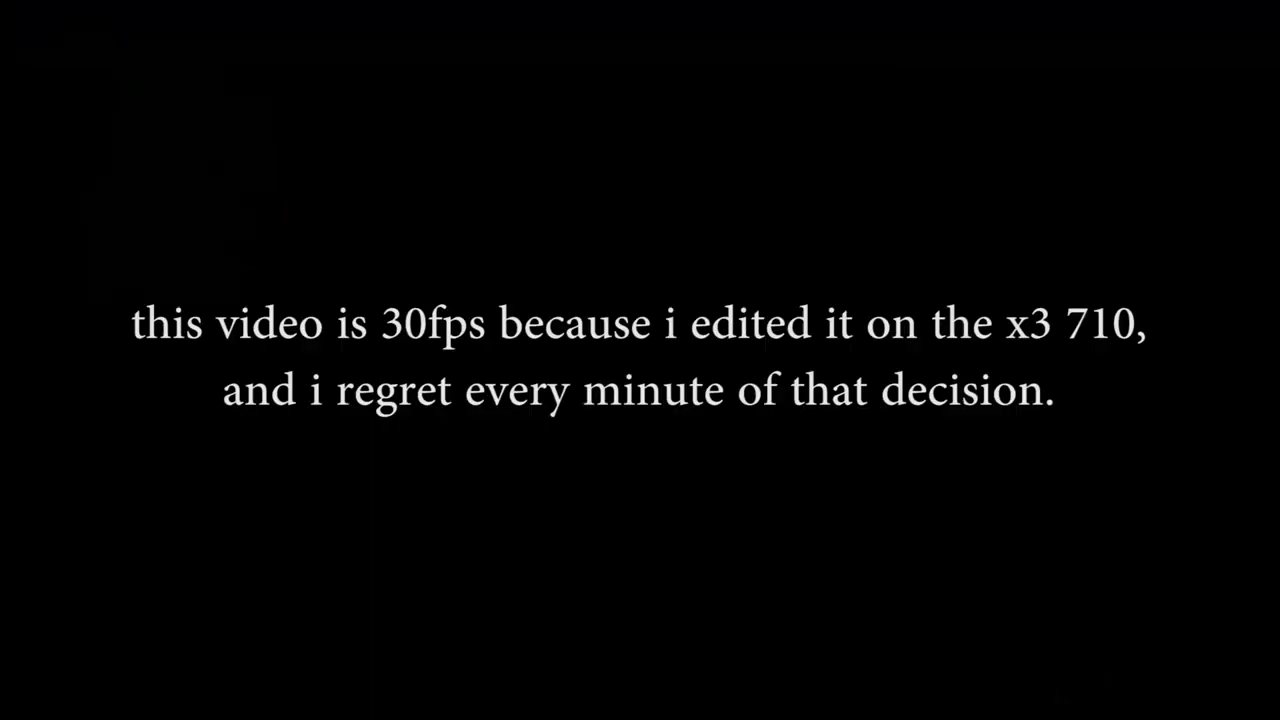 this video is 30fps because i edited it on the x3 710,
and i regret every minute of that decision.